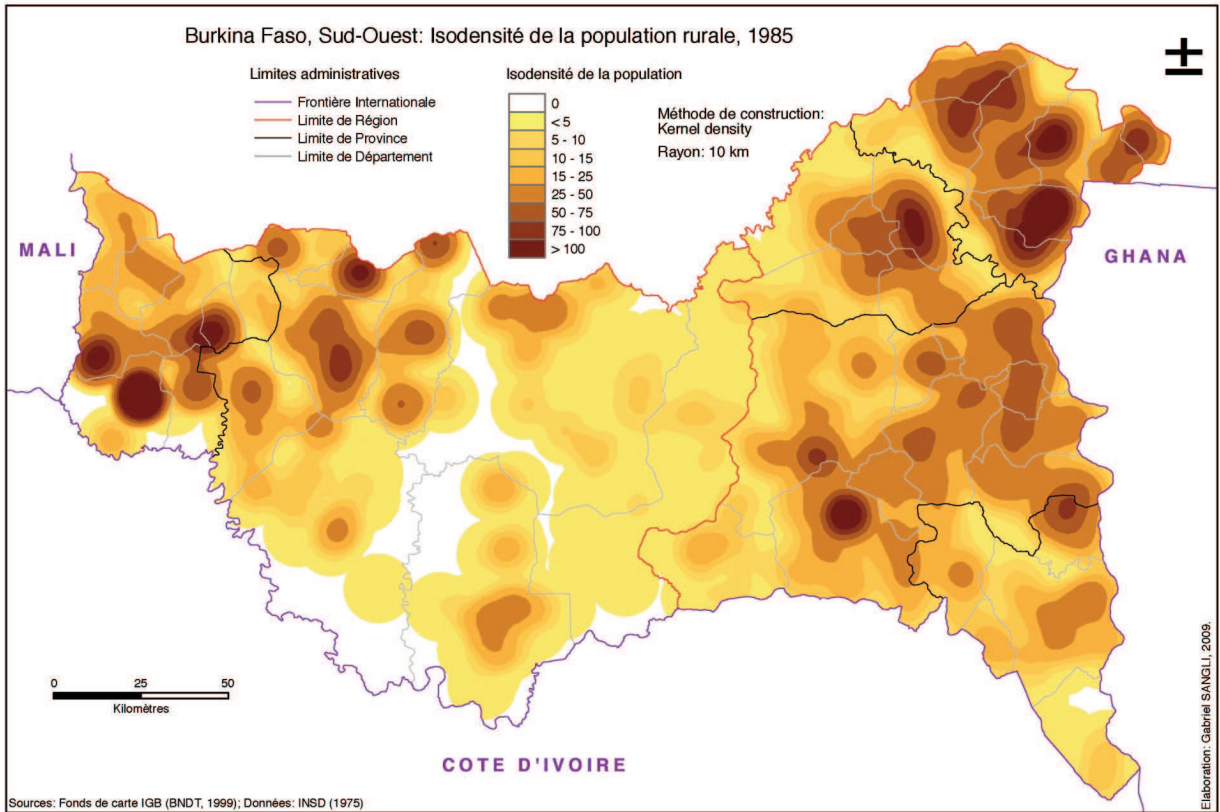 Burkina Faso, Sud-Ouest: Isodensité de la population rurale, 1985
Limites administratives
Frontière Internationale
Limite de Région
Limite de Province
Limite de Département
Isodensité de la population
0
< 5
5 - 10
10 - 15
15 - 25
25 - 50
50 - 75
75 - 100
> 100
Méthode de construction:
Kernel density
Rayon: 10 km
MALI
GHANA
COTE D'IVOIRE
0 25 50
Kilomètres
Sources: Fonds de carte IGB (BNDT, 1999); Données: INSD (1975)
Elaboration: Gabriel SANGLI, 2009.